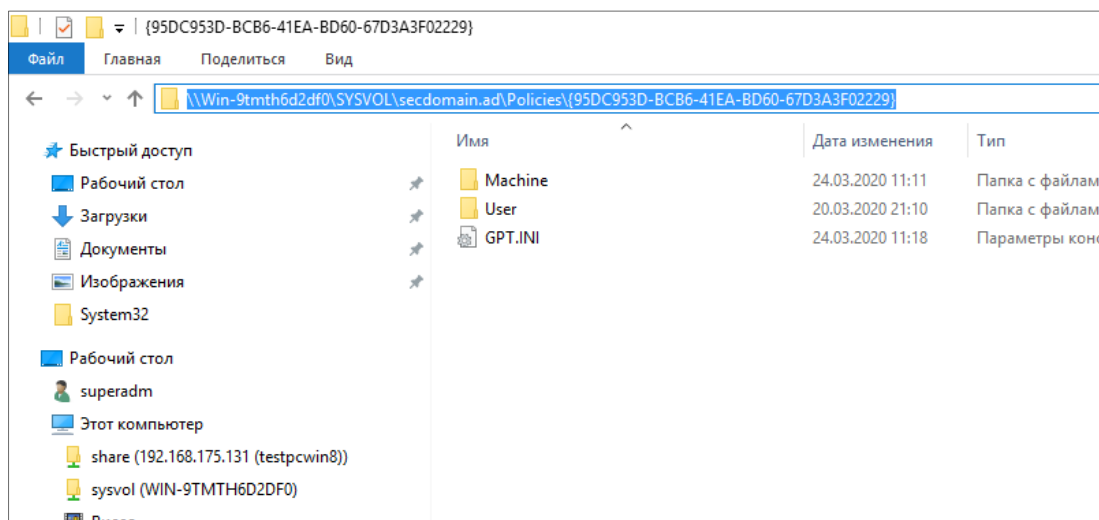 {95DC953D-BCB6-41EA-BD60-67D3A3F02229}
Файл Главная Поделиться Вид
\\Win-9tmth6d2df0\SYSVOL\secdomain.ad\Policies\{95DC953D-BCB6-41EA-BD60-67D3A3F02229}
Имя Дата изменения Тип
Быстрый доступ
Рабочий стол
Загрузки
Документы
Изображения
System32
Рабочий стол
superadm
Этот компьютер
share (192.168.175.131 (testpcwin8))
sysvol (WIN-9TMTH6D2DF0)
Machine 24.03.2020 11:11 Папка с файлам
User 20.03.2020 21:10 Папка с файлам
GPT.INI 24.03.2020 11:18 Параметры кон